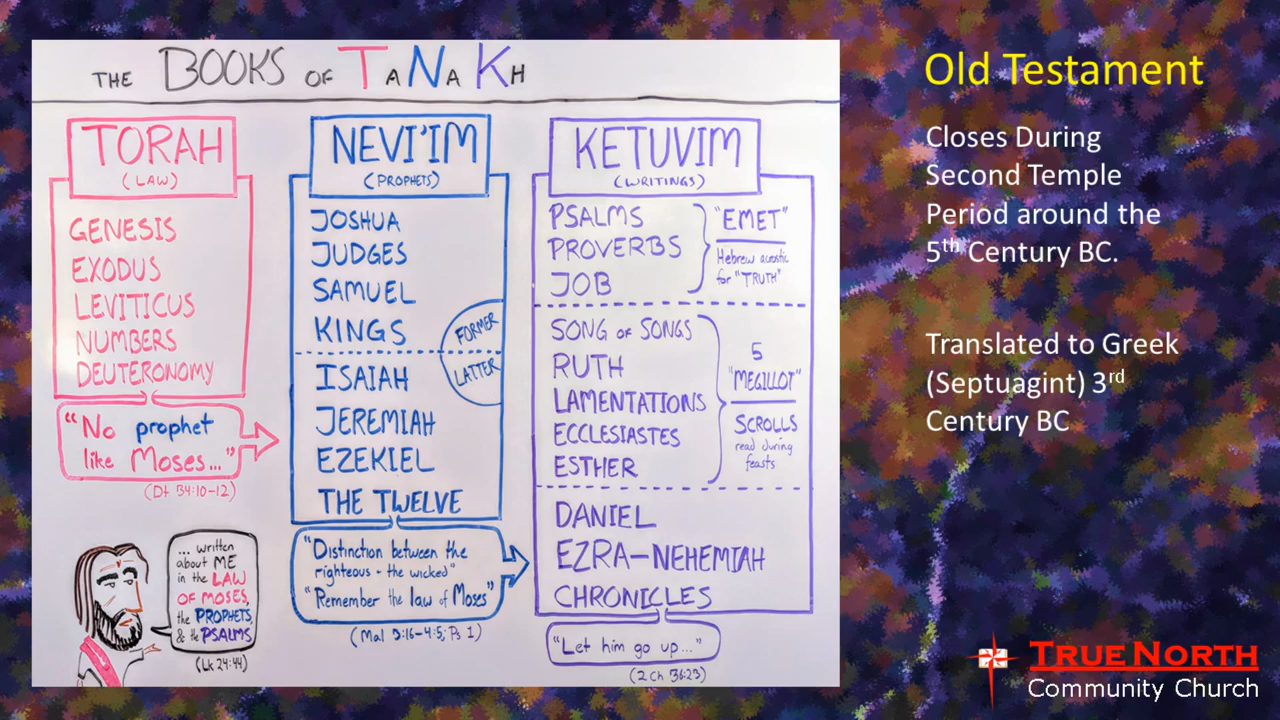 THE BOOKS OF TANAKH
TORAH
(LAW)
GENESIS
EXODUS
LEVITICUS
NUMBERS
DEUTERONOMY
"No prophet
like Moses..."
(Dt 34:10-12)
... written
about ME
in the LAW
OF MOSES,
the PROPHETS,
& the PSALMS
(Lk 24:44)
NEVI'IM
(PROPHETS)
JOSHUA
JUDGES
SAMUEL
KINGS
FORMER
LATTER
ISAIAH
JEREMIAH
EZEKIEL
THE TWELVE
"Distinction between the
righteous + the wicked"
"Remember the law of Moses"
(Mal 3:16-4:5; Ps 1)
KETUVIM
(WRITINGS)
PSALMS
PROVERBS
JOB
"EMET"
Hebrew acrostic
for "TRUTH"
SONG OF SONGS
RUTH
LAMENTATIONS
ECCLESIASTES
ESTHER
5
"MEGILLOT"
SCROLLS
read during
feasts
DANIEL
EZRA-NEHEMIAH
CHRONICLES
"Let him go up..."
(2 Ch 36:23)
Old Testament
Closes During
Second Temple
Period around the
5th Century BC.
Translated to Greek
(Septuagint) 3rd
Century BC
TRUE NORTH
Community Church